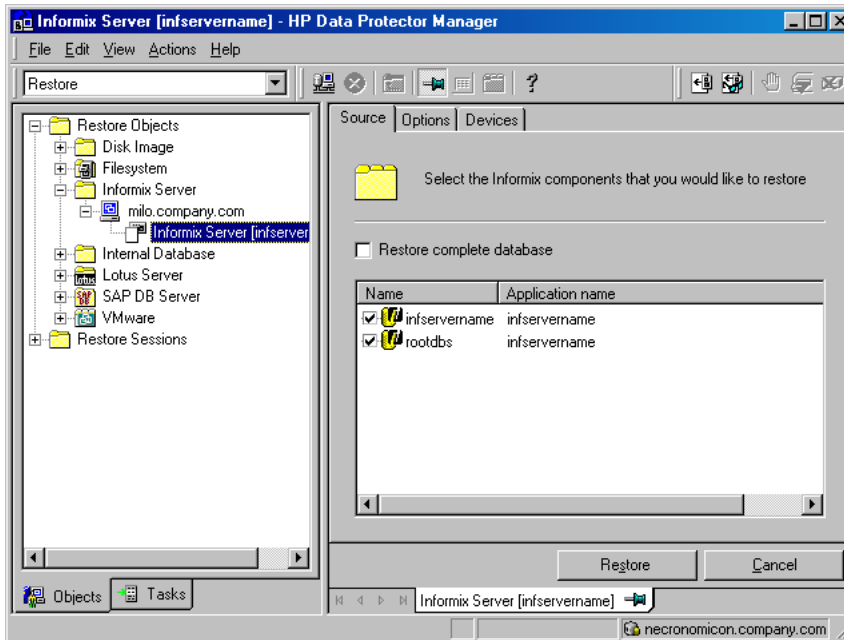 Informix Server [infservername] - HP Data Protector Manager
File Edit View Actions Help
Restore
Restore Objects
Disk Image
Filesystem
Informix Server
milo.company.com
Informix Server [infserver
Internal Database
Lotus Server
SAP DB Server
VMware
Restore Sessions
Objects Tasks
Source Options Devices
Select the Informix components that you would like to restore
Restore complete database
Name Application name
infservername infservername
rootdbs infservername
Restore Cancel
Informix Server [infservername]
necronomicon.company.com